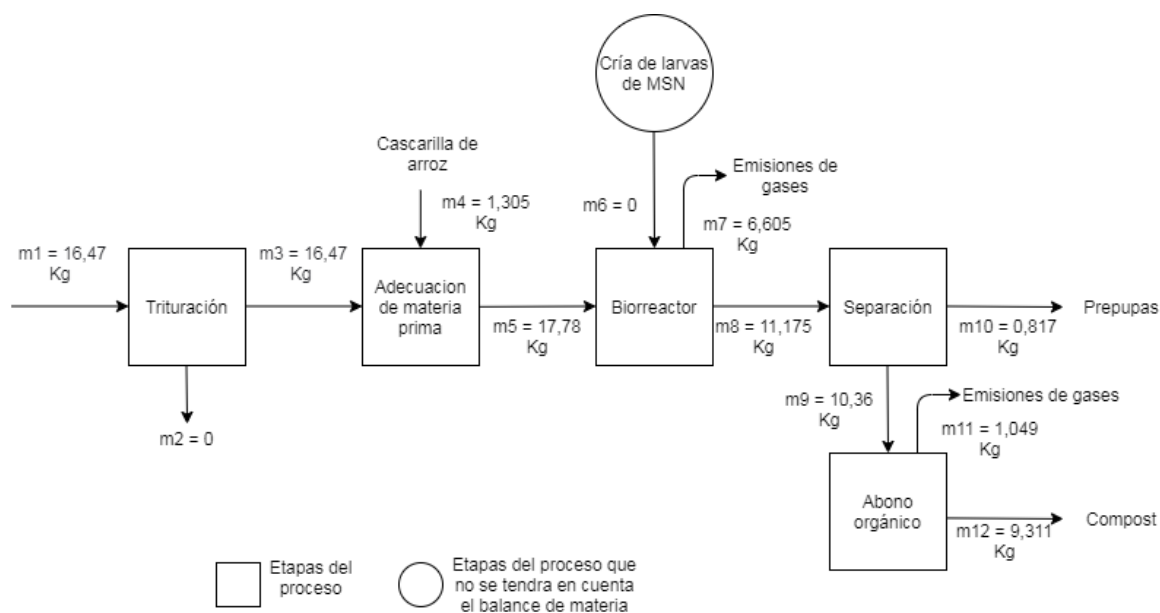 Cría de larvas
de MSN
Cascarilla de
arroz
Emisiones de
gases
m4 = 1,305
Kg
m6 = 0
m7 = 6,605
Kg
m1 = 16,47
Kg
m3 = 16,47
Kg
Trituración
Adecuacion
de materia
prima
Biorreactor
Separación
Prepupas
m5 = 17,78
Kg
m8 = 11,175
Kg
m10 = 0,817
Kg
m2 = 0
m9 = 10,36
Kg
Emisiones de gases
m11 = 1,049
Kg
Abono
orgánico
Compost
m12 = 9,311
Kg
Etapas del
proceso
Etapas del proceso que
no se tendra en cuenta
el balance de materia